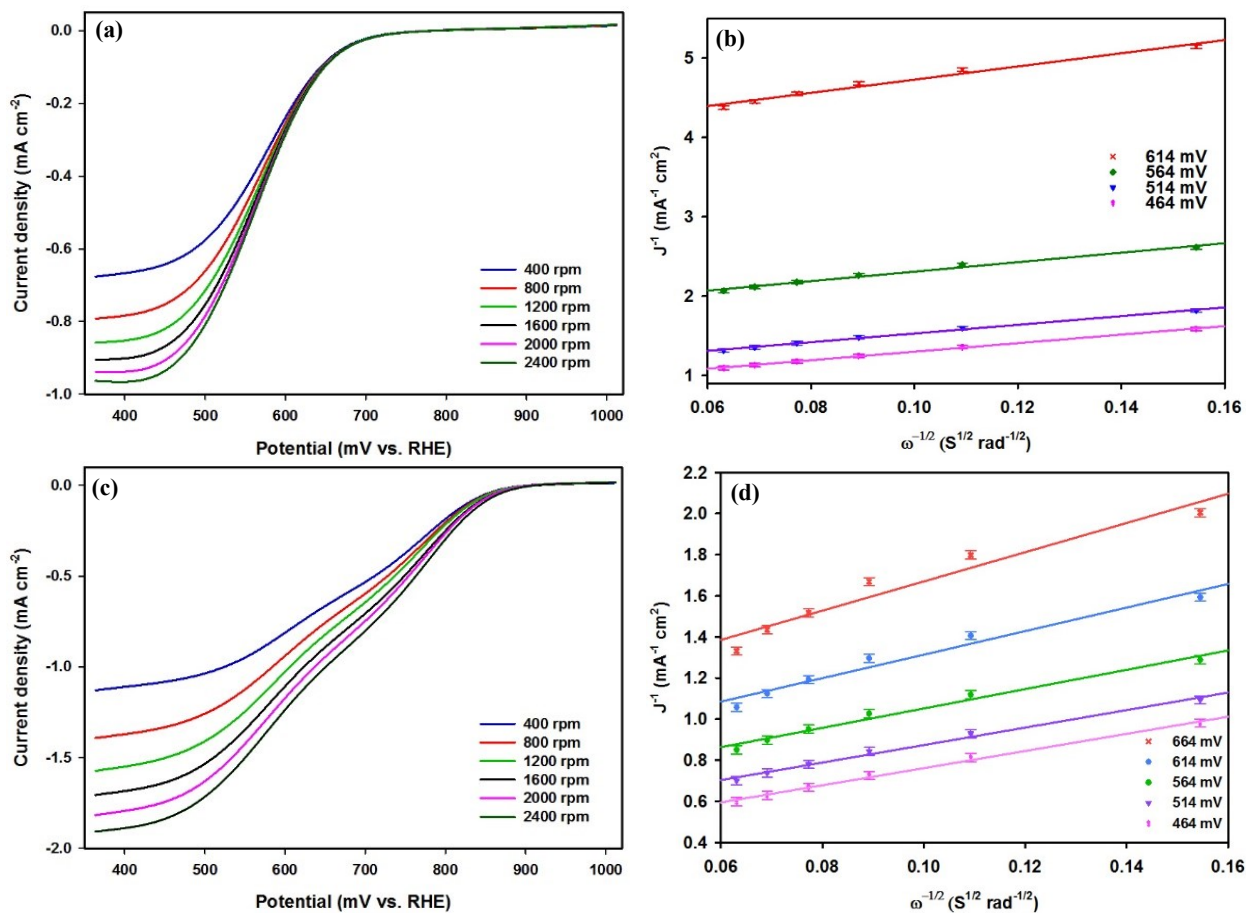 (a)
0.0
-0.2
-0.4
-0.6
-0.8
-1.0
Current density (mA cm⁻²)
400 rpm
800 rpm
1200 rpm
1600 rpm
2000 rpm
2400 rpm
400 500 600 700 800 900 1000
Potential (mV vs. RHE)
(b)
5
4
3
2
1
J⁻¹ (mA⁻¹ cm²)
614 mV
564 mV
514 mV
464 mV
0.06 0.08 0.10 0.12 0.14 0.16
ω⁻¹/² (S¹/² rad⁻¹/²)
(c)
0.0
-0.5
-1.0
-1.5
-2.0
Current density (mA cm⁻²)
400 rpm
800 rpm
1200 rpm
1600 rpm
2000 rpm
2400 rpm
400 500 600 700 800 900 1000
Potential (mV vs. RHE)
(d)
2.2
2.0
1.8
1.6
1.4
1.2
1.0
0.8
0.6
0.4
J⁻¹ (mA⁻¹ cm²)
664 mV
614 mV
564 mV
514 mV
464 mV
0.06 0.08 0.10 0.12 0.14 0.16
ω⁻¹/² (S¹/² rad⁻¹/²)